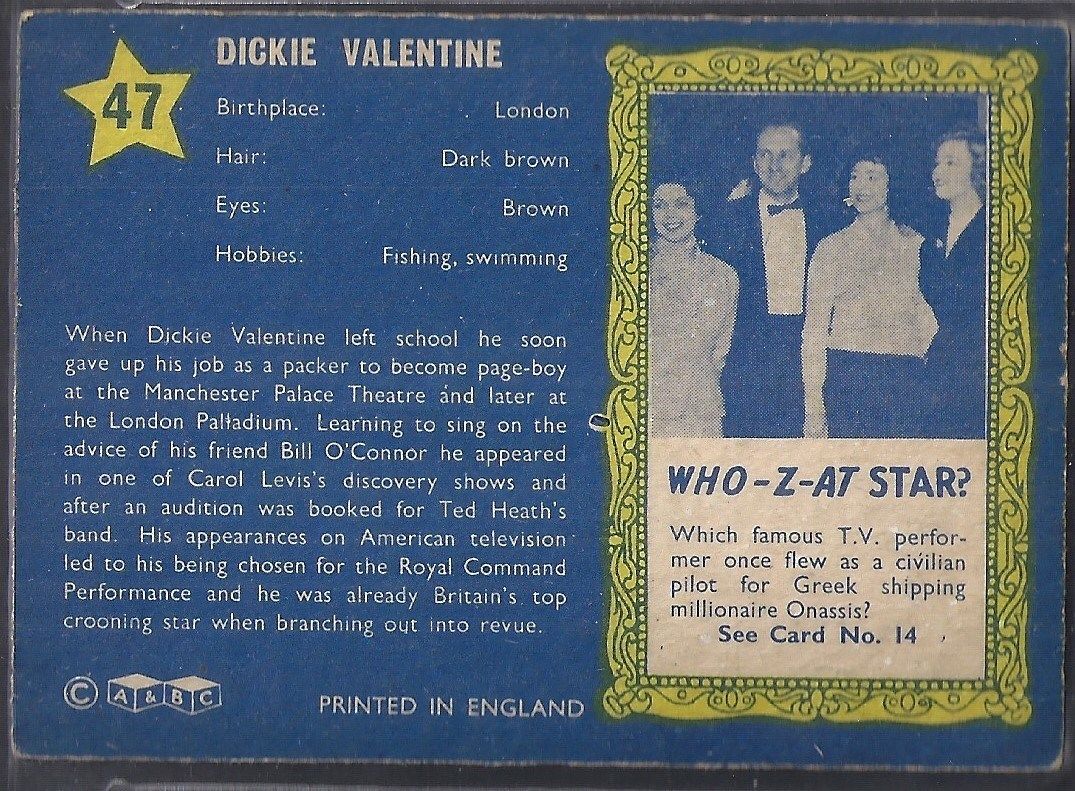 47
DICKIE VALENTINE
Birthplace: London
Hair: Dark brown
Eyes: Brown
Hobbies: Fishing, swimming
When Dickie Valentine left school he soon
gave up his job as a packer to become page-boy
at the Manchester Palace Theatre and later at
the London Palladium. Learning to sing on the
advice of his friend Bill O'Connor he appeared
in one of Carol Levis's discovery shows and
after an audition was booked for Ted Heath's
band. His appearances on American television
led to his being chosen for the Royal Command
Performance and he was already Britain's top
crooning star when branching out into revue.
© A & B C
PRINTED IN ENGLAND
WHO-Z-AT STAR?
Which famous T.V. perfor-
mer once flew as a civilian
pilot for Greek shipping
millionaire Onassis?
See Card No. 14